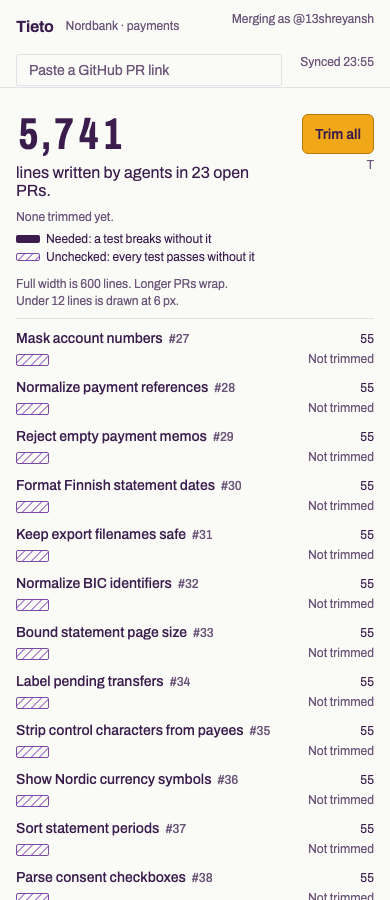 Tieto Nordbank · payments Merging as @13shreyansh
Paste a GitHub PR link Synced 23:55
5,741 Trim all
T
lines written by agents in 23 open
PRs.
None trimmed yet.
Needed: a test breaks without it
Unchecked: every test passes without it
Full width is 600 lines. Longer PRs wrap.
Under 12 lines is drawn at 6 px.
Mask account numbers #27 55
Not trimmed
Normalize payment references #28 55
Not trimmed
Reject empty payment memos #29 55
Not trimmed
Format Finnish statement dates #30 55
Not trimmed
Keep export filenames safe #31 55
Not trimmed
Normalize BIC identifiers #32 55
Not trimmed
Bound statement page size #33 55
Not trimmed
Label pending transfers #34 55
Not trimmed
Strip control characters from payees #35 55
Not trimmed
Show Nordic currency symbols #36 55
Not trimmed
Sort statement periods #37 55
Not trimmed
Parse consent checkboxes #38 55
Not trimmed